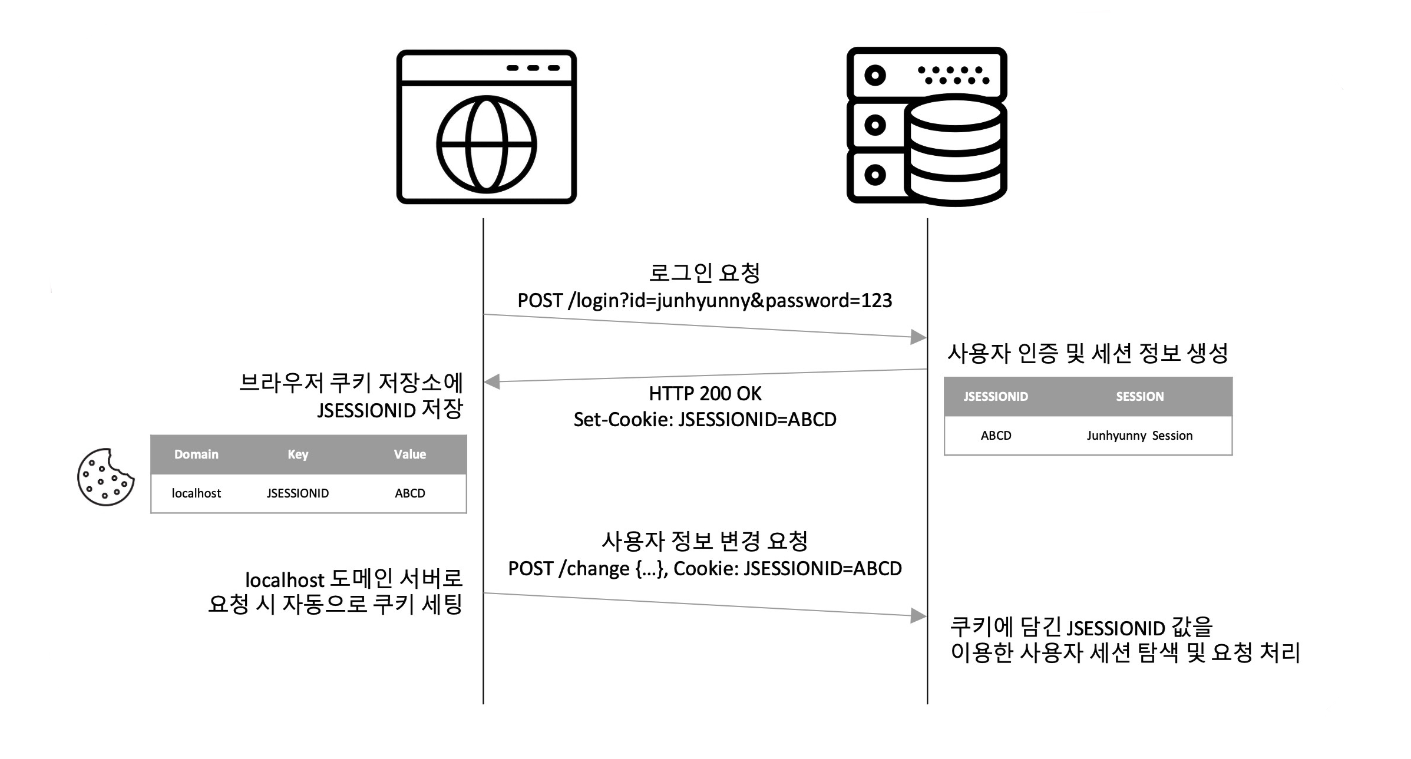 로그인 요청
POST /login?id=junhyunny&password=123
사용자 인증 및 세션 정보 생성
JSESSIONID SESSION
ABCD Junhyunny Session
HTTP 200 OK
Set-Cookie: JSESSIONID=ABCD
브라우저 쿠키 저장소에
JSESSIONID 저장
Domain Key Value
localhost JSESSIONID ABCD
사용자 정보 변경 요청
POST /change {...}, Cookie: JSESSIONID=ABCD
localhost 도메인 서버로
요청 시 자동으로 쿠키 세팅
쿠키에 담긴 JSESSIONID 값을
이용한 사용자 세션 탐색 및 요청 처리